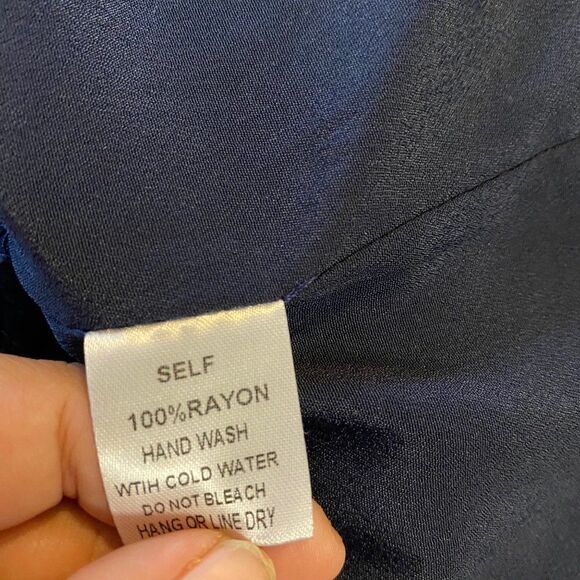 SELF
100%RAYON
HAND WASH
WTIH COLD WATER
DO NOT BLEACH
HANG OR LINE DRY